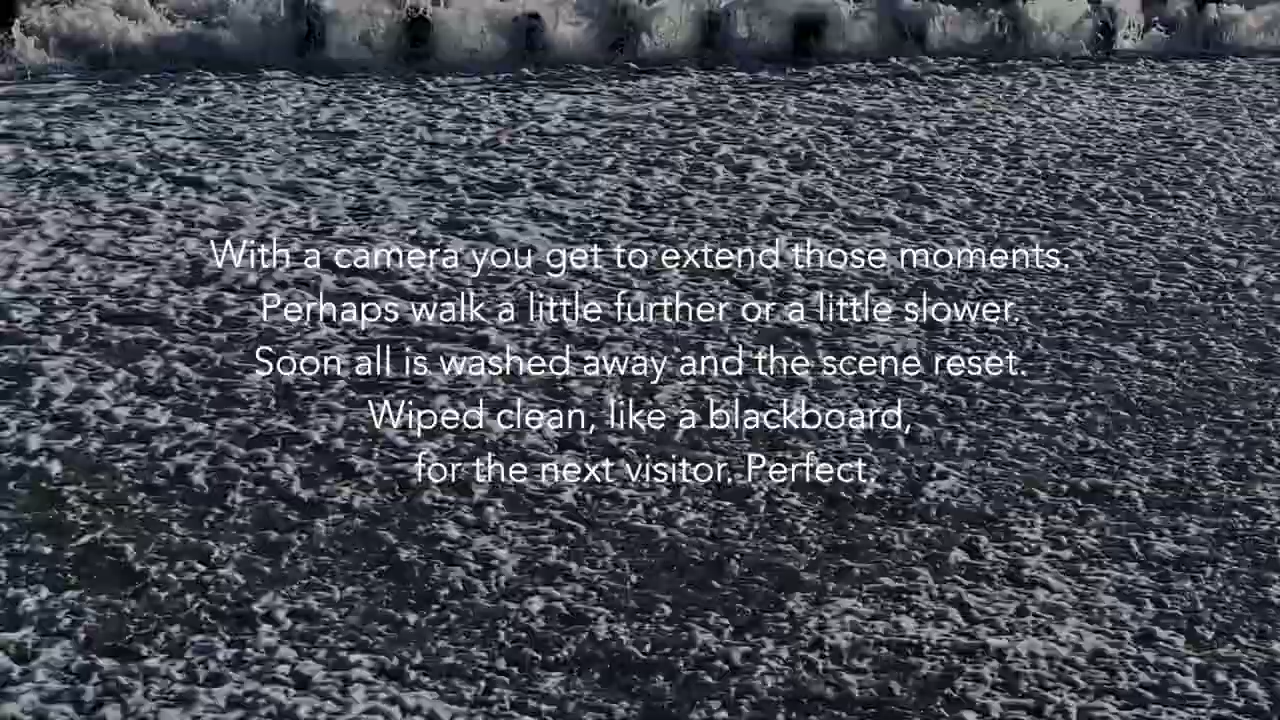 With a camera you get to extend those moments.
Perhaps walk a little further or a little slower.
Soon all is washed away and the scene reset.
Wiped clean, like a blackboard,
for the next visitor. Perfect.